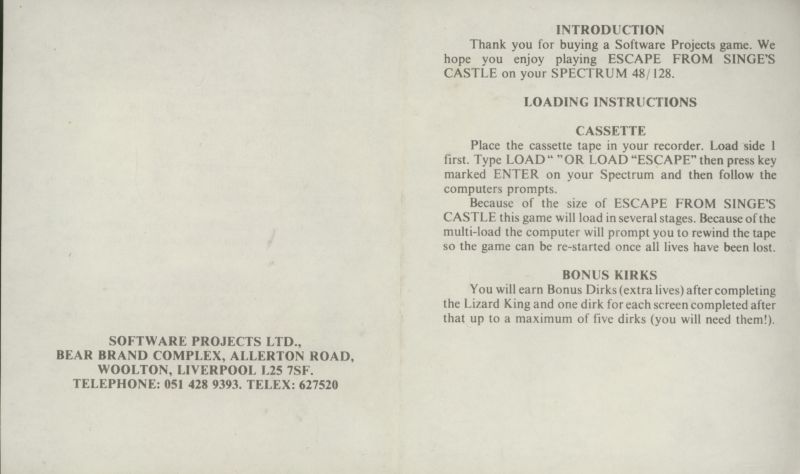 SOFTWARE PROJECTS LTD.,
BEAR BRAND COMPLEX, ALLERTON ROAD,
WOOLTON, LIVERPOOL L25 7SF.
TELEPHONE: 051 428 9393. TELEX: 627520
INTRODUCTION
Thank you for buying a Software Projects game. We
hope you enjoy playing ESCAPE FROM SINGE'S
CASTLE on your SPECTRUM 48/128.
LOADING INSTRUCTIONS
CASSETTE
Place the cassette tape in your recorder. Load side 1
first. Type LOAD “ ” OR LOAD “ESCAPE” then press key
marked ENTER on your Spectrum and then follow the
computers prompts.
Because of the size of ESCAPE FROM SINGE'S
CASTLE this game will load in several stages. Because of the
multi-load the computer will prompt you to rewind the tape
so the game can be re-started once all lives have been lost.
BONUS KIRKS
You will earn Bonus Dirks (extra lives) after completing
the Lizard King and one dirk for each screen completed after
that up to a maximum of five dirks (you will need them!).